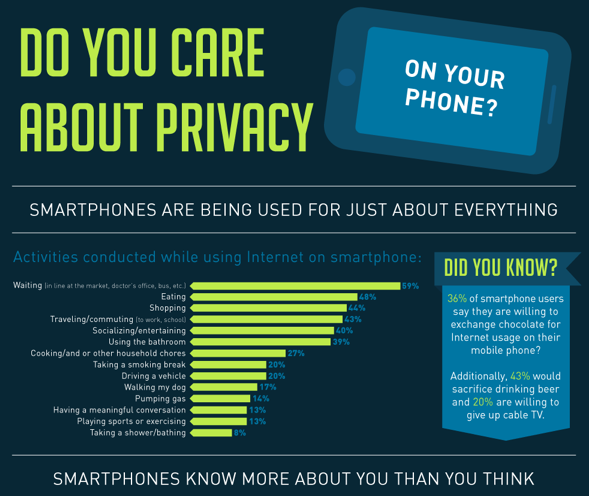 DO YOU CARE
ABOUT PRIVACY
ON YOUR
PHONE?
SMARTPHONES ARE BEING USED FOR JUST ABOUT EVERYTHING
Activities conducted while using Internet on smartphone:
Waiting (in line at the market, doctor's office, bus, etc.) 59%
Eating 48%
Shopping 44%
Traveling/commuting (to work, school) 43%
Socializing/entertaining 40%
Using the bathroom 39%
Cooking/and or other household chores 27%
Taking a smoking break 20%
Driving a vehicle 20%
Walking my dog 17%
Pumping gas 14%
Having a meaningful conversation 13%
Playing sports or exercising 13%
Taking a shower/bathing 8%
DID YOU KNOW?
36% of smartphone users
say they are willing to
exchange chocolate for
Internet usage on their
mobile phone?
Additionally, 43% would
sacrifice drinking beer
and 20% are willing to
give up cable TV.
SMARTPHONES KNOW MORE ABOUT YOU THAN YOU THINK